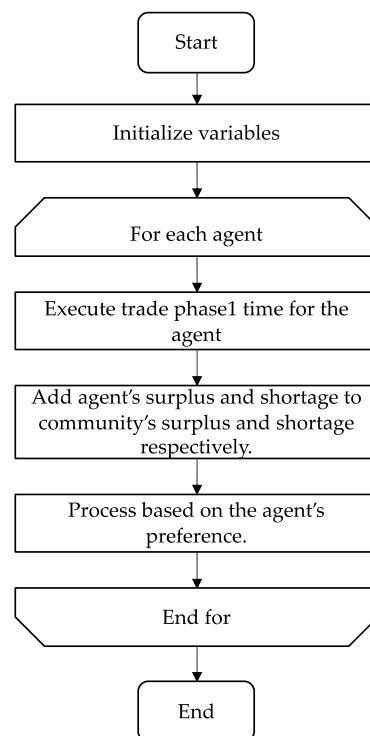 Start
Initialize variables
For each agent
Execute trade phase1 time for the
agent
Add agent’s surplus and shortage to
community’s surplus and shortage
respectively.
Process based on the agent’s
preference.
End for
End